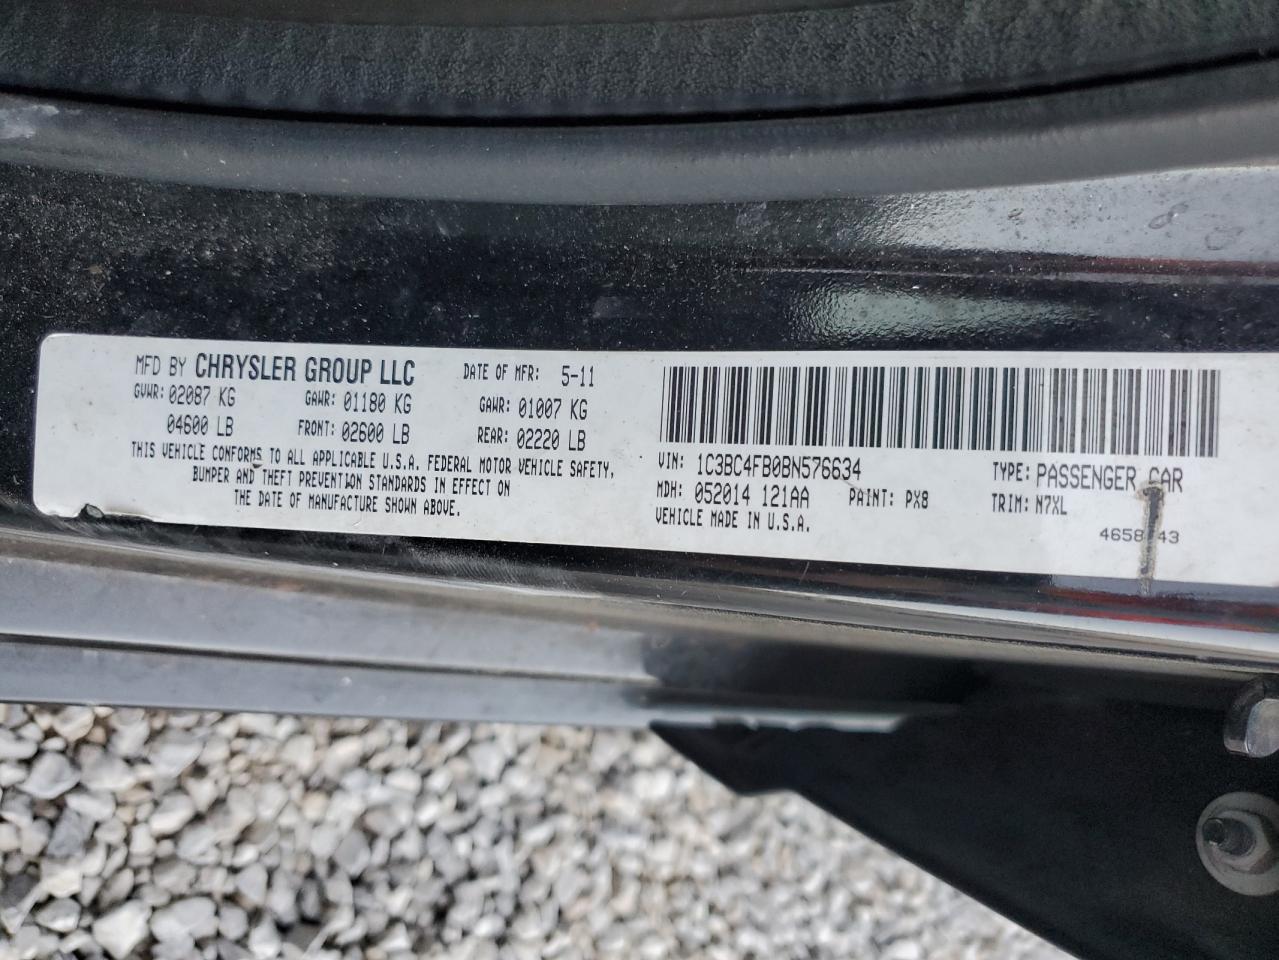 MFD BY CHRYSLER GROUP LLC DATE OF MFR: 5-11
GVWR: 02087 KG GAWR: 01180 KG GAWR: 01007 KG
04600 LB FRONT: 02600 LB REAR: 02220 LB
THIS VEHICLE CONFORMS TO ALL APPLICABLE U.S.A. FEDERAL MOTOR VEHICLE SAFETY,
BUMPER AND THEFT PREVENTION STANDARDS IN EFFECT ON
THE DATE OF MANUFACTURE SHOWN ABOVE.
VIN: 1C3BC4FB0BN576634 TYPE: PASSENGER CAR
MDH: 052014 121AA PAINT: PX8 TRIM: N7XL
VEHICLE MADE IN U.S.A.